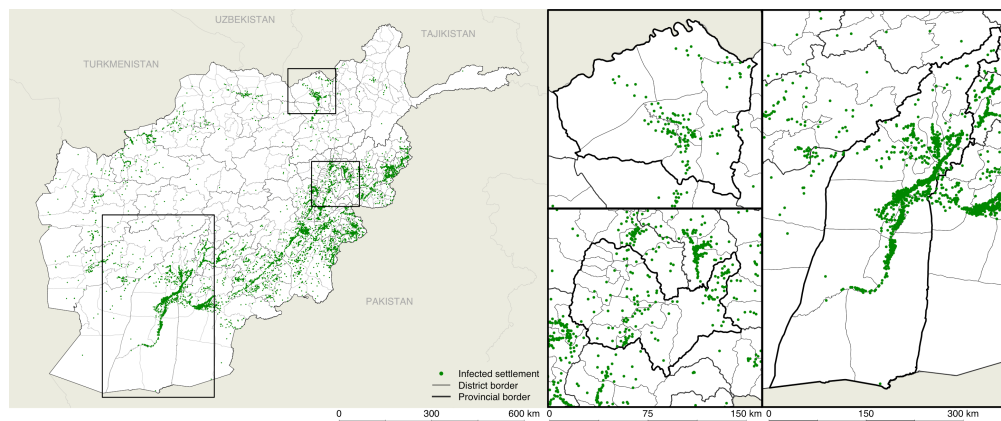 UZBEKISTAN
TAJIKISTAN
TURKMENISTAN
PAKISTAN
Infected settlement
District border
Provincial border
0 300 600 km
0 75 150 km
0 150 300 km